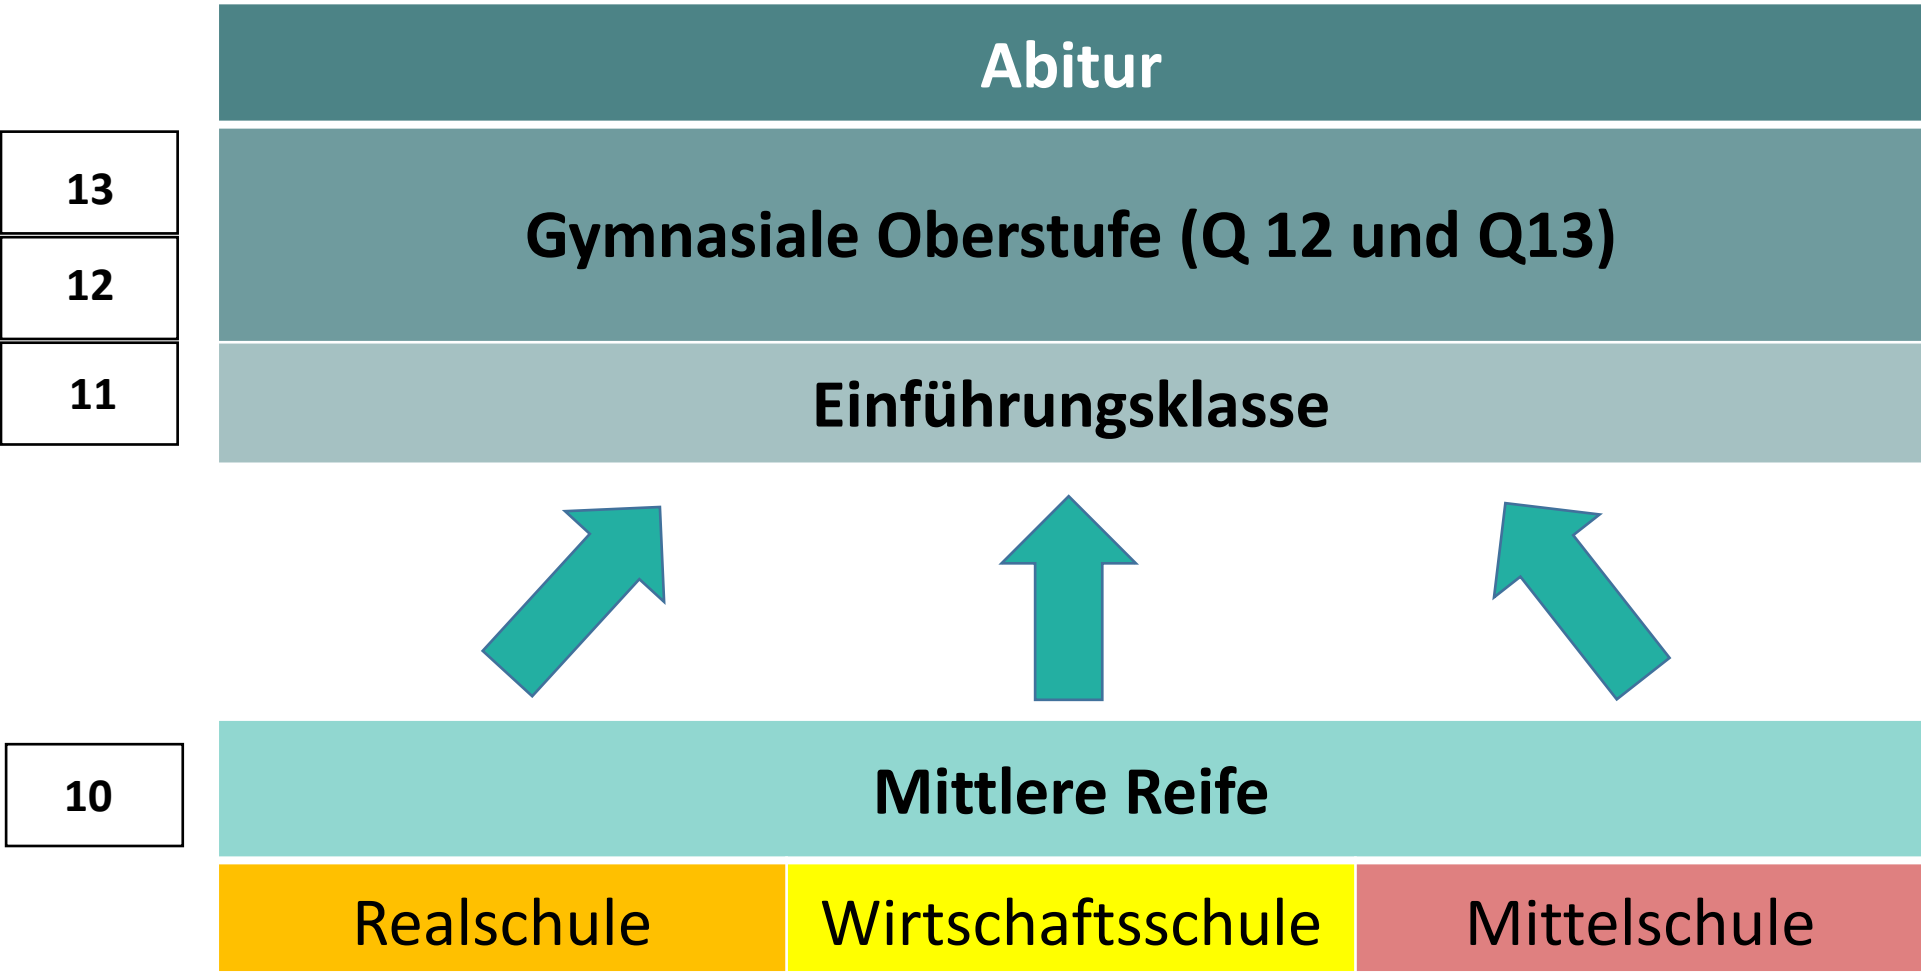 Abitur
13
Gymnasiale Oberstufe (Q 12 und Q13)
12
11
Einführungsklasse
10
Mittlere Reife
Realschule
Wirtschaftsschule
Mittelschule